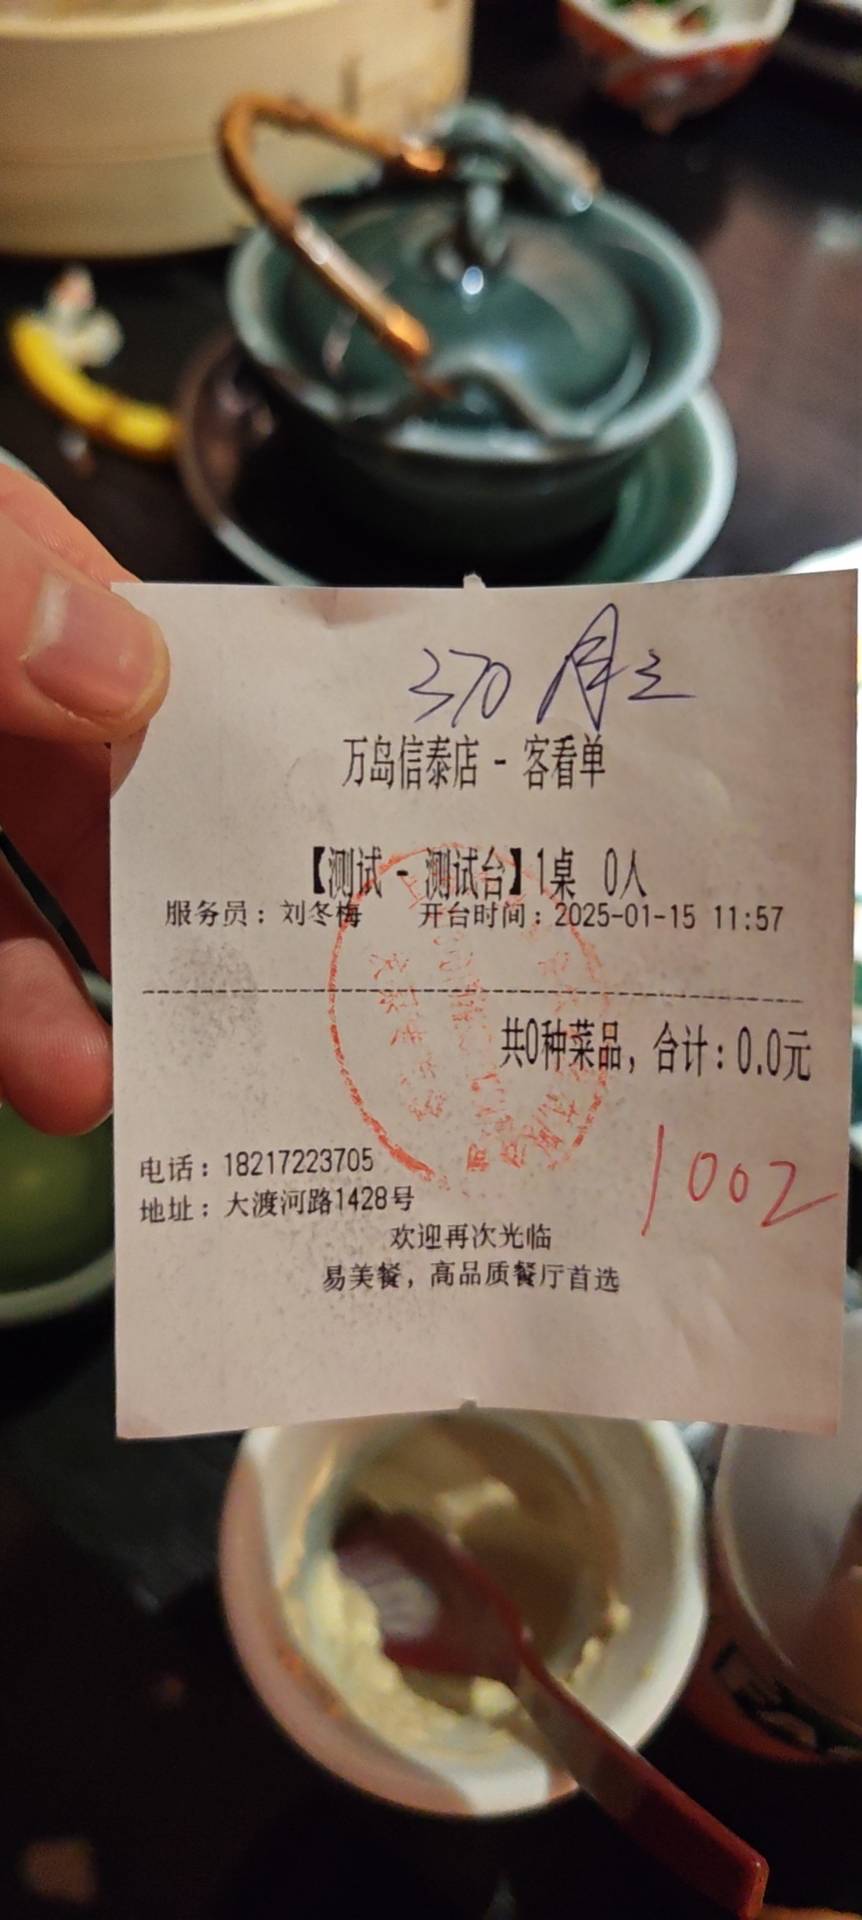 370
万岛信泰店 - 客看单
【测试 - 测试台】1桌 0人
服务员：刘冬梅 开台时间：2025-01-15 11:57
共0种菜品，合计：0.0元
1002
电话：18217223705
地址：大渡河路1428号
欢迎再次光临
易美餐，高品质餐厅首选